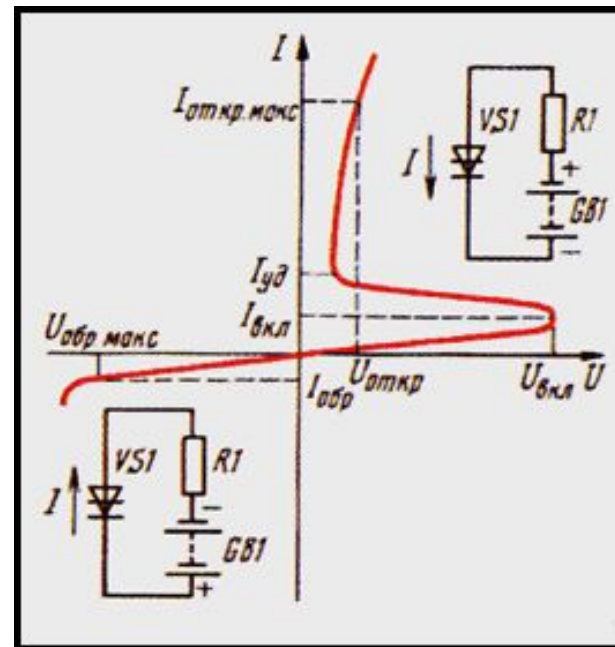 I
Iоткр.макс
VS1
R1
I
+
GB1
−
Iуд
Iвкл
Uобр.макс
Iобр
Uоткр
Uвкл
U
VS1
R1
I
−
GB1
+